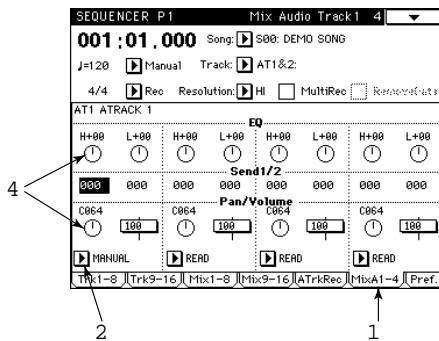 SEQUENCER P1 Mix Audio Track1 4
001:01.000 Song: S00: DEMO SONG
♩=120 Manual Track: AT1&2:
4/4 Rec Resolution: HI MultiRec RemoveData
AT1 ATRACK 1
EQ
H+00 L+00 H+00 L+00 H+00 L+00 H+00 L+00
4
Send1/2
000 000 000 000 000 000 000 000
Pan/Volume
C064 C064 C064 C064
100 100 100 100
MANUAL READ READ READ
Trk1-8 Trk9-16 Mix1-8 Mix9-16 ATrkRec MixA1-4 Pref.
2 1